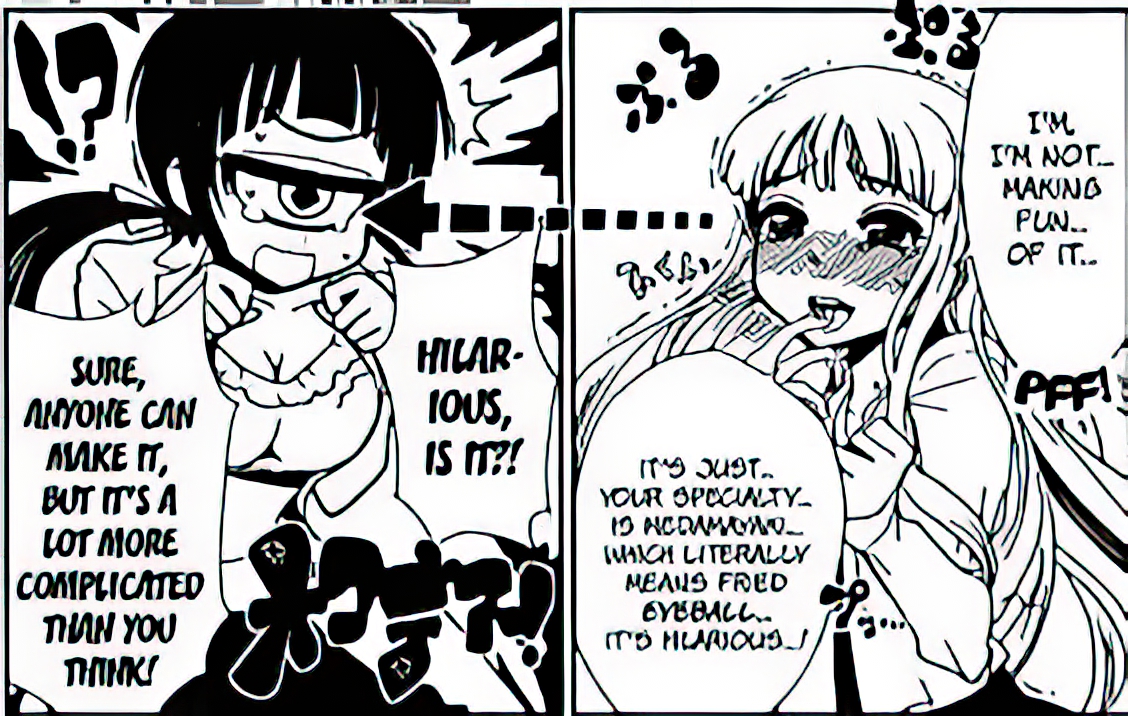 I'M,
I'M NOT...
MAKING
FUN...
OF IT...
PFF!
IT'S JUST...
YOUR SPECIALTY...
IS MEDAMAYAKI...
WHICH LITERALLY
MEANS FRIED
EYEBALL...
IT'S HILARIOUS...!
!?
HILAR-
IOUS,
IS IT?!
SURE,
ANYONE CAN
MAKE IT,
BUT IT'S A
LOT MORE
COMPLICATED
THAN YOU
THINK!